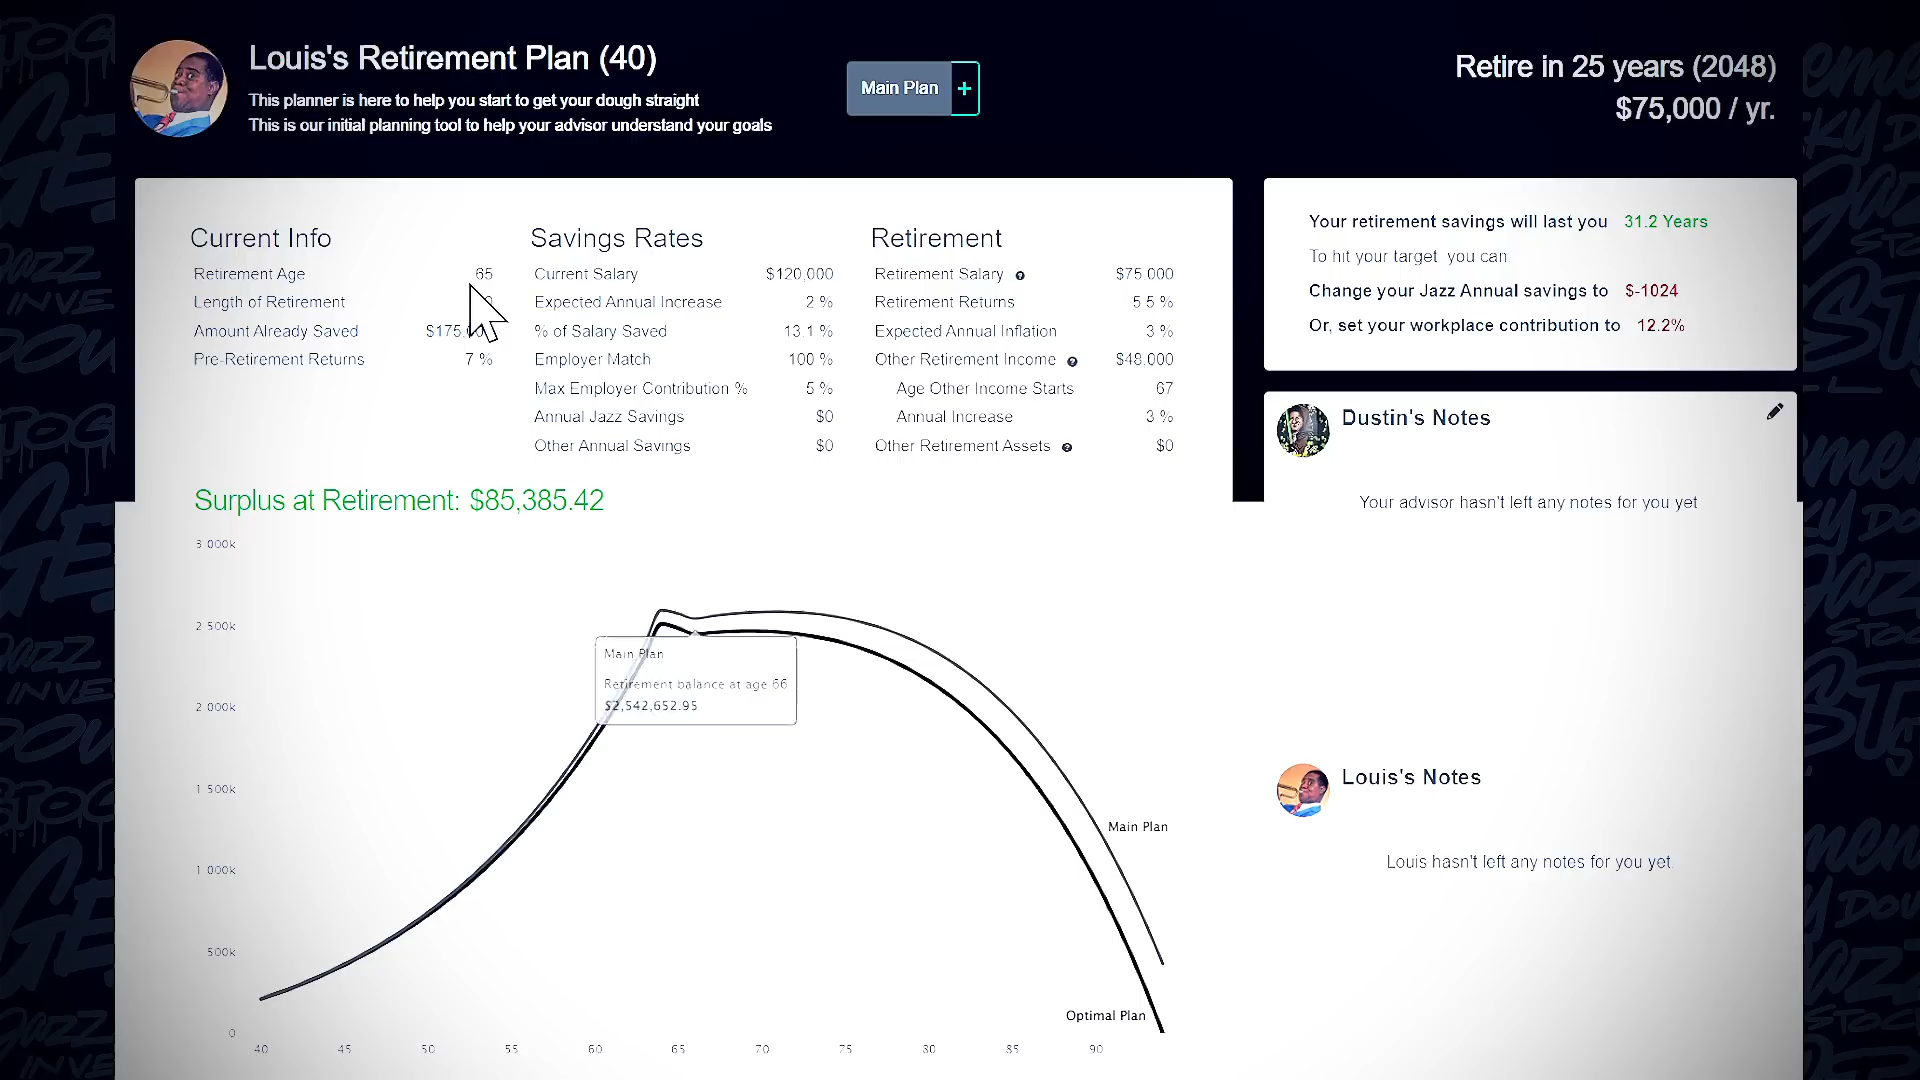 Louis's Retirement Plan (40)
This planner is here to help you start to get your dough straight
This is our initial planning tool to help your advisor understand your goals
Main Plan +
Retire in 25 years (2048)
$75,000 / yr.
Current Info
Retirement Age 65
Length of Retirement
Amount Already Saved
Pre-Retirement Returns 7 %
Savings Rates
Current Salary $120,000
Expected Annual Increase 2 %
% of Salary Saved 13.1 %
Employer Match 100 %
Max Employer Contribution % 5 %
Annual Jazz Savings $0
Other Annual Savings $0
Retirement
Retirement Salary ? $75,000
Retirement Returns 5.5 %
Expected Annual Inflation 3 %
Other Retirement Income ? $48,000
Age Other Income Starts 67
Annual Increase 3 %
Other Retirement Assets ? $0
Your retirement savings will last you 31.2 Years
To hit your target you can
Change your Jazz Annual savings to $-1024
Or, set your workplace contribution to 12.2%
Dustin's Notes
Your advisor hasn't left any notes for you yet
Louis's Notes
Louis hasn't left any notes for you yet.
Surplus at Retirement: $85,385.42
3 000k
2 500k
2 000k
1 500k
1 000k
500k
0
Main Plan
Retirement balance at age 66
$2,542,652.95
Main Plan
Optimal Plan
40 45 50 55 60 65 70 75 80 85 90